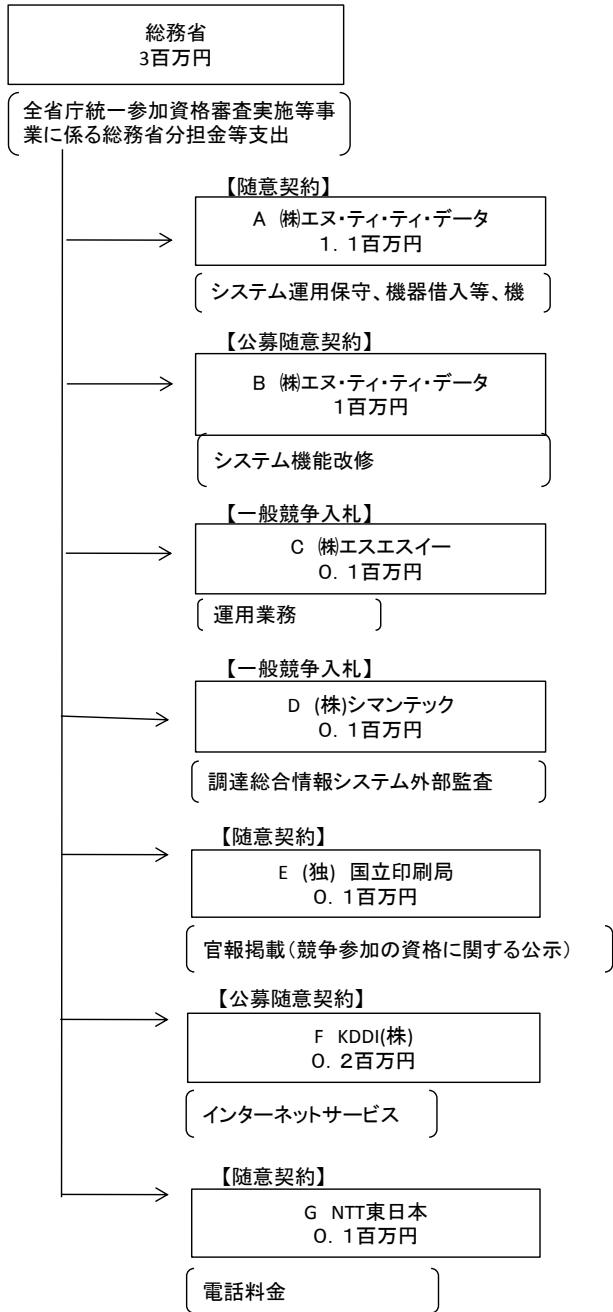 総務省
3百万円
全省庁統一参加資格審査実施等事
業に係る総務省分担金等支出
【随意契約】
A ㈱エヌ・ティ・ティ・データ
1．1百万円
システム運用保守、機器借入等、機
【公募随意契約】
B ㈱エヌ・ティ・ティ・データ
1百万円
システム機能改修
【一般競争入札】
C ㈱エスエスイー
0．1百万円
運用業務
【一般競争入札】
D (株)シマンテック
0．1百万円
調達総合情報システム外部監査
【随意契約】
E (独) 国立印刷局
0．1百万円
官報掲載（競争参加の資格に関する公示）
【公募随意契約】
F KDDI(株)
0．2百万円
インターネットサービス
【随意契約】
G NTT東日本
0．1百万円
電話料金